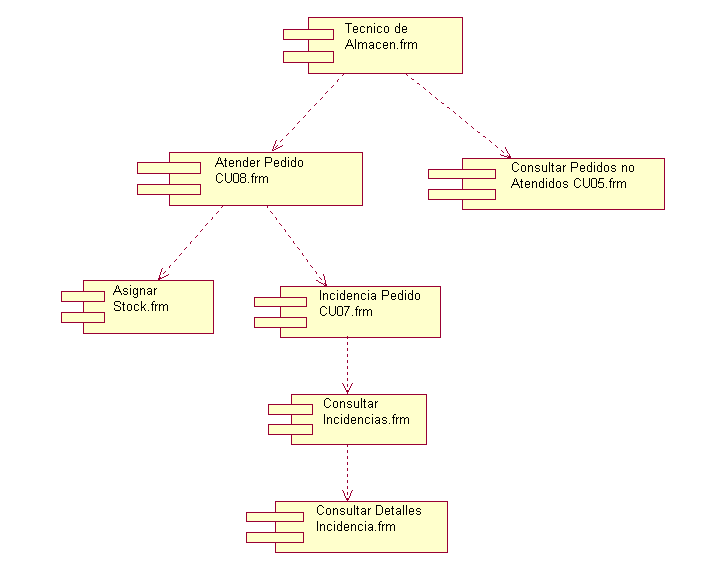 Tecnico de
Almacen.frm
Atender Pedido
CU08.frm
Consultar Pedidos no
Atendidos CU05.frm
Asignar
Stock.frm
Incidencia Pedido
CU07.frm
Consultar
Incidencias.frm
Consultar Detalles
Incidencia.frm